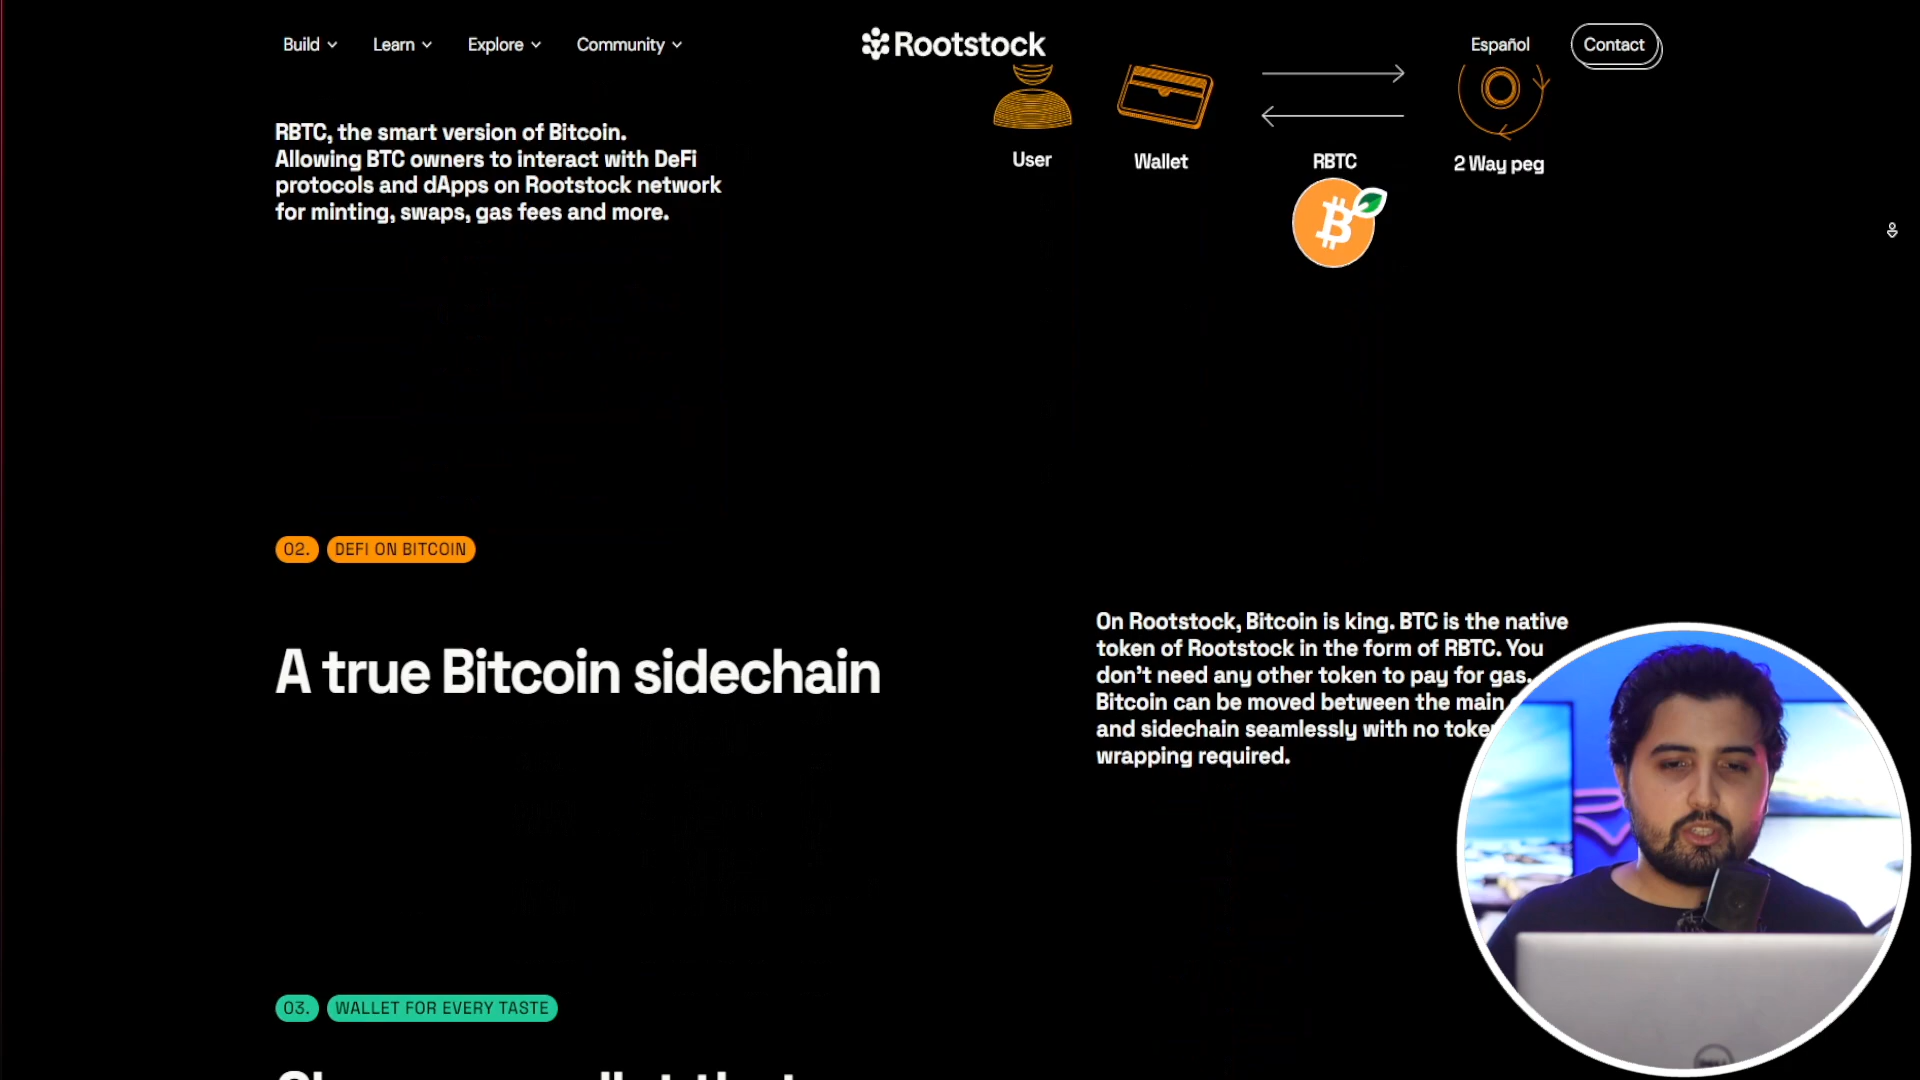 Build
Learn
Explore
Community
Rootstock
Español
Contact
RBTC, the smart version of Bitcoin.
Allowing BTC owners to interact with DeFi
protocols and dApps on Rootstock network
for minting, swaps, gas fees and more.
User
Wallet
RBTC
2 Way peg
02.
DEFI ON BITCOIN
A true Bitcoin sidechain
On Rootstock, Bitcoin is king. BTC is the native
token of Rootstock in the form of RBTC. You
don't need any other token to pay for gas.
Bitcoin can be moved between the main
and sidechain seamlessly with no
wrapping required.
03.
WALLET FOR EVERY TASTE
DELL